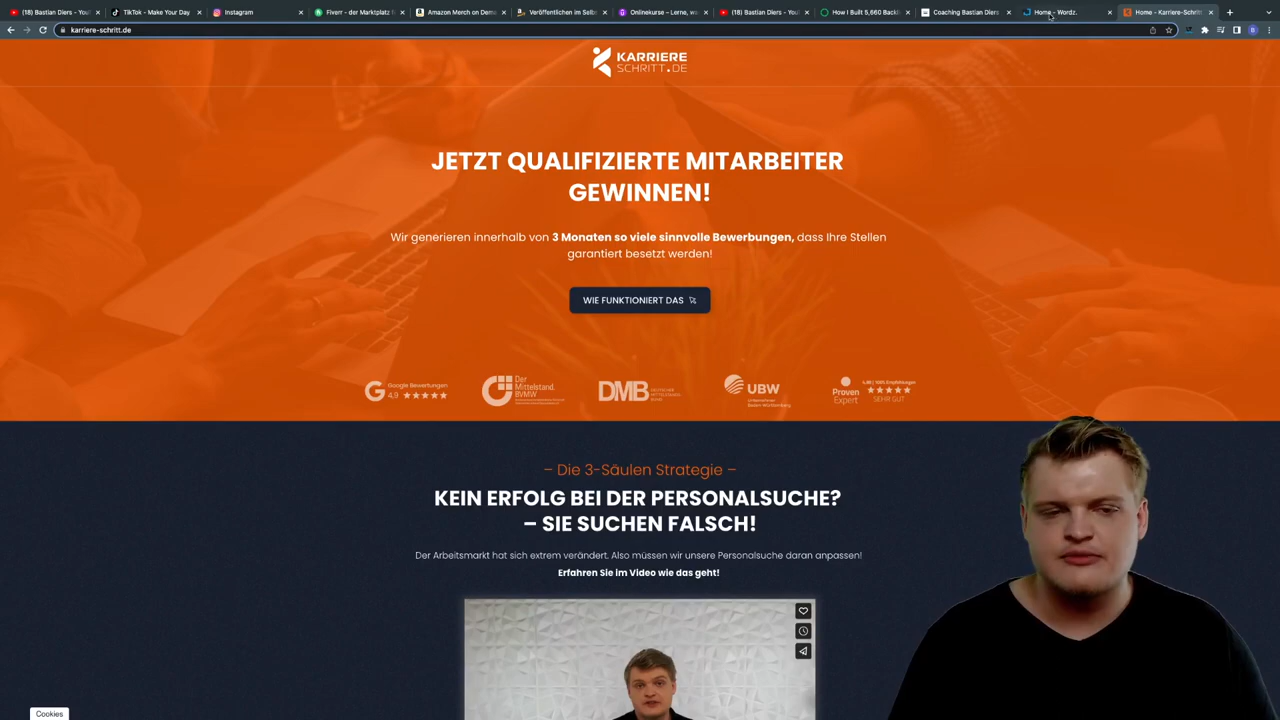 (18) Bastian Diers - You
TikTok - Make Your Day
Instagram
Fiverr - der Marktplatz f
Amazon Merch on Dem
Veröffentlichen im Selb
Onlinekurse – Lerne, wa
(18) Bastian Diers - You
How I Built 5,660 Backl
Coaching Bastian Diers
Home - Wordz.
Home - Karriere-Schritt
karriere-schritt.de
KARRIERE
SCHRITT.DE
JETZT QUALIFIZIERTE MITARBEITER
GEWINNEN!
Wir generieren innerhalb von 3 Monaten so viele sinnvolle Bewerbungen, dass Ihre Stellen
garantiert besetzt werden!
WIE FUNKTIONIERT DAS
Google Bewertungen
4,9
Der
Mittelstand.
BVMW
DMB
UBW
Proven
Expert
SEHR GUT
– Die 3-Säulen Strategie –
KEIN ERFOLG BEI DER PERSONALSUCHE?
– SIE SUCHEN FALSCH!
Der Arbeitsmarkt hat sich extrem verändert. Also müssen wir unsere Personalsuche daran anpassen!
Erfahren Sie im Video wie das geht!
Cookies